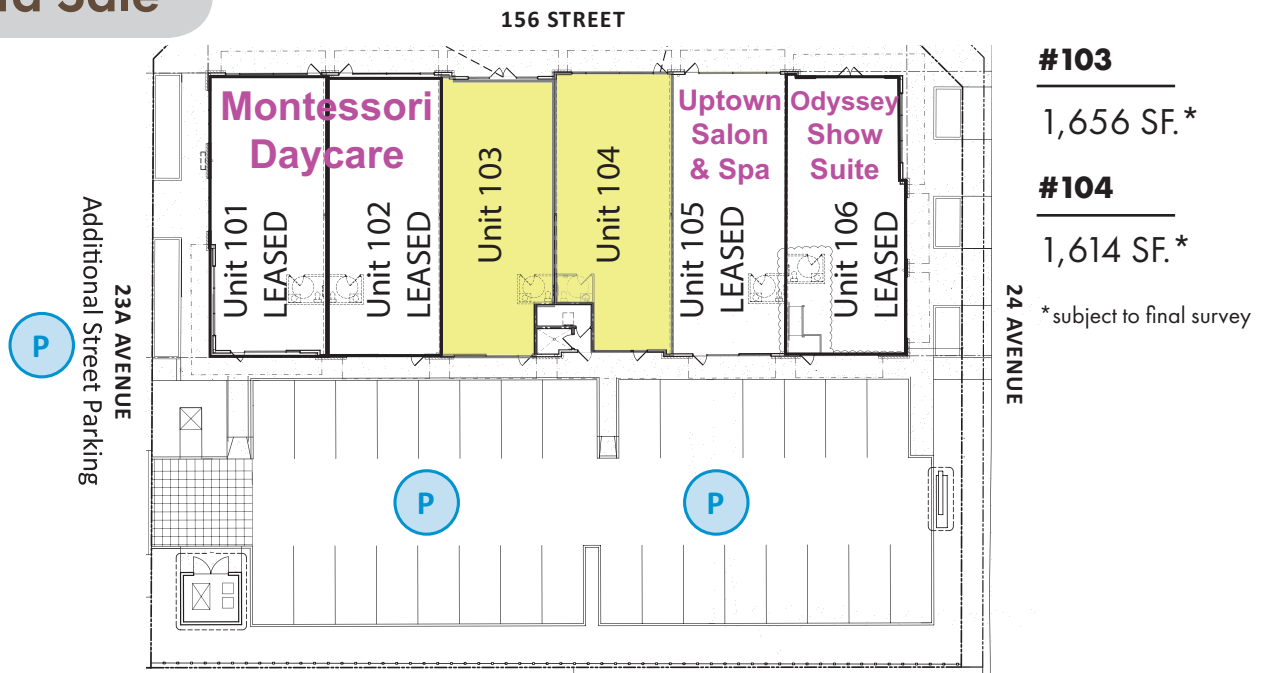 Sale
156 STREET
Montessori
Daycare
Unit 101
LEASED
Unit 102
LEASED
Unit 103
Unit 104
Uptown
Salon
& Spa
Unit 105
LEASED
Odyssey
Show
Suite
Unit 106
LEASED
#103
1,656 SF.*
#104
1,614 SF.*
*subject to final survey
24 AVENUE
23A AVENUE
Additional Street Parking
P
P
P